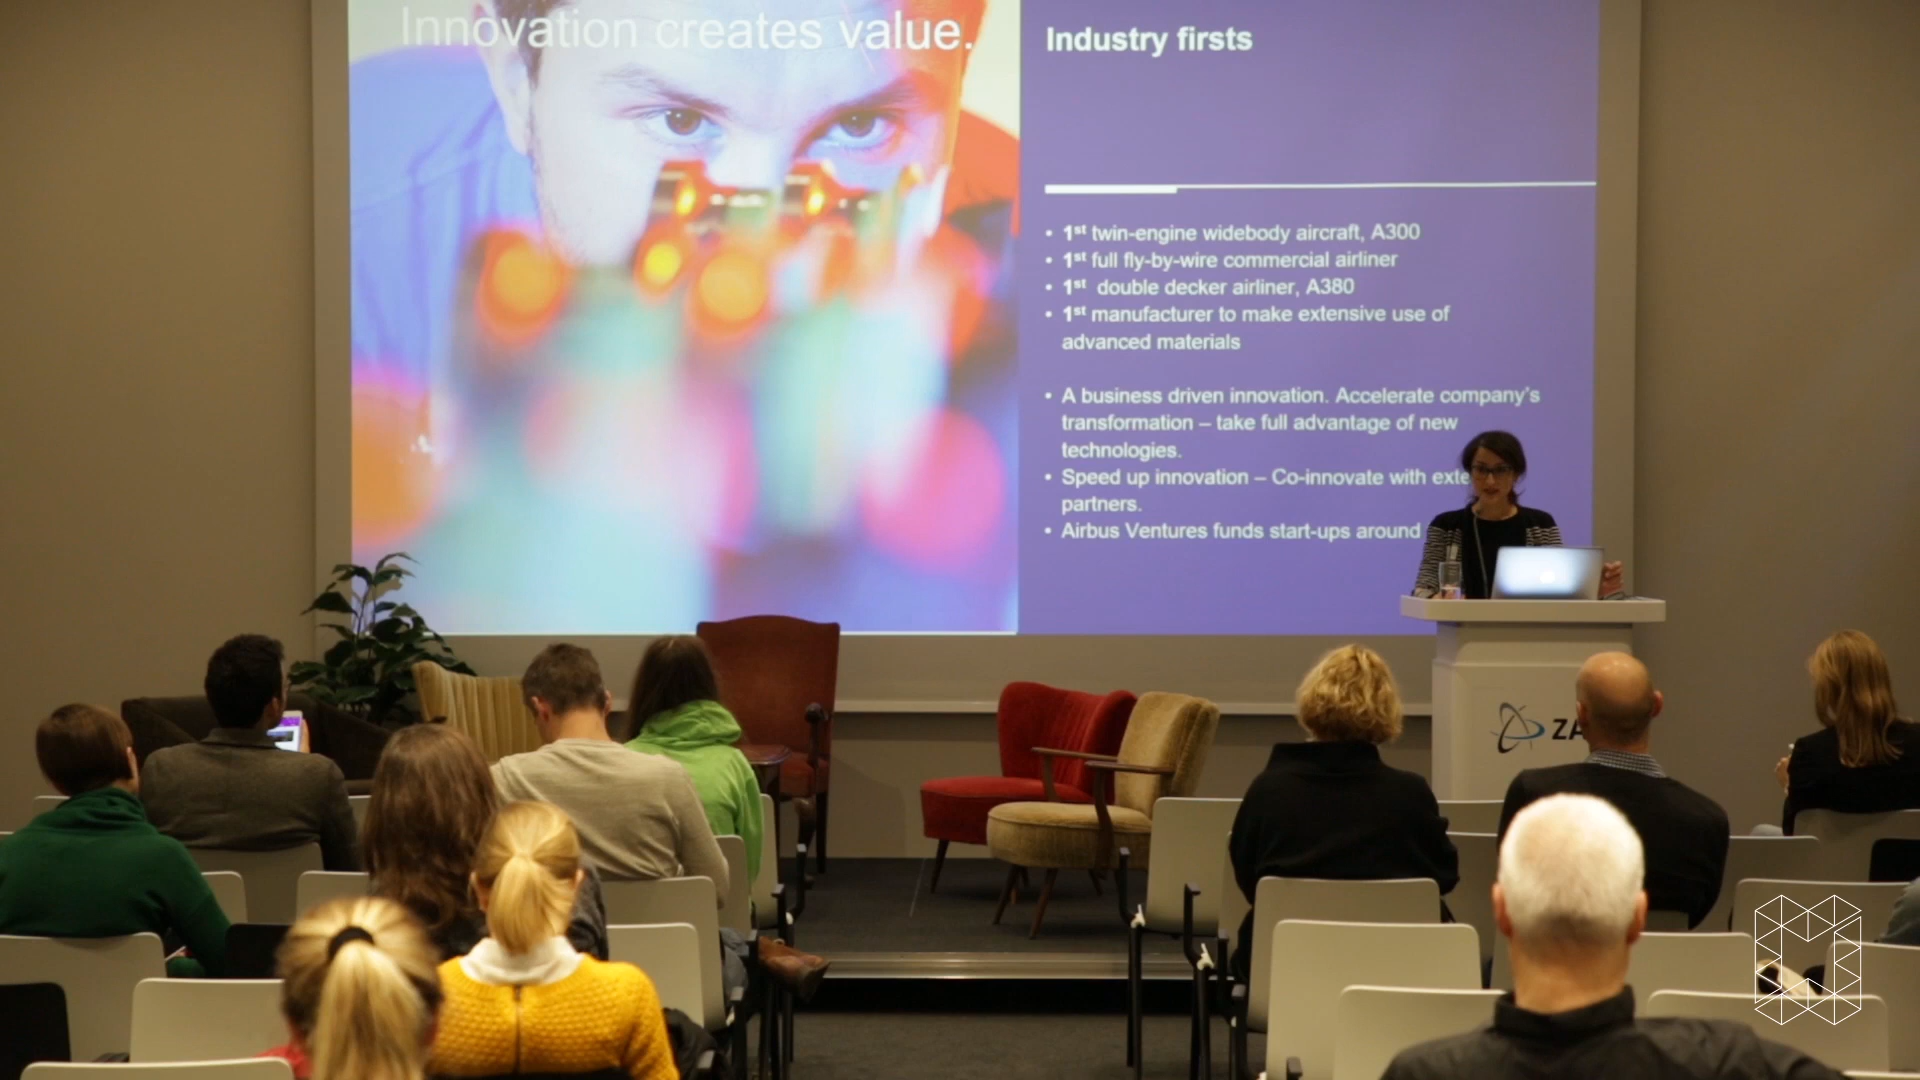 Innovation creates value.
Industry firsts
• 1st twin-engine widebody aircraft, A300
• 1st full fly-by-wire commercial airliner
• 1st double decker airliner, A380
• 1st manufacturer to make extensive use of
advanced materials
• A business driven innovation. Accelerate company's
transformation – take full advantage of new
technologies.
• Speed up innovation – Co-innovate with
partners.
• Airbus Ventures funds start-ups around